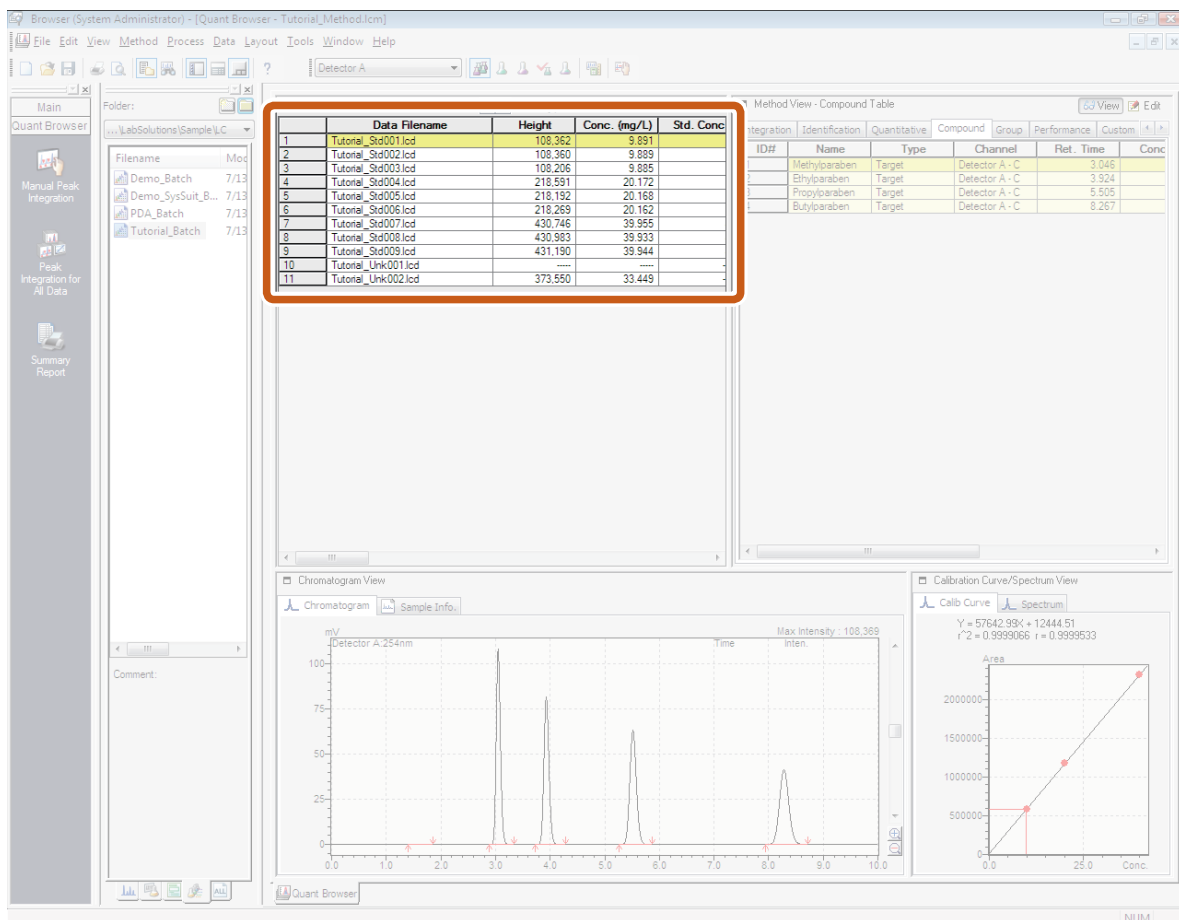 Browser (System Administrator) - [Quant Browser - Tutorial_Method.lcm]
File Edit View Method Process Data Layout Tools Window Help
? Detector A
Main
Quant Browser
Manual Peak
Integration
Peak
Integration for
All Data
Summary
Report
Folder:
...\LabSolutions\Sample\LC
Filename Mod
Demo_Batch 7/13
Demo_SysSuit_B... 7/13
PDA_Batch 7/13
Tutorial_Batch 7/13
Comment:
Data Filename Height Conc. (mg/L) Std. Conc
1 Tutorial_Std001.lcd 108,362 9.891
2 Tutorial_Std002.lcd 108,360 9.889
3 Tutorial_Std003.lcd 108,206 9.885
4 Tutorial_Std004.lcd 218,591 20.172
5 Tutorial_Std005.lcd 218,192 20.168
6 Tutorial_Std006.lcd 218,269 20.162
7 Tutorial_Std007.lcd 430,746 39.955
8 Tutorial_Std008.lcd 430,983 39.933
9 Tutorial_Std009.lcd 431,190 39.944
10 Tutorial_Unk001.lcd ----- ----- -
11 Tutorial_Unk002.lcd 373,550 33.449 -
Method View - Compound Table View Edit
ntegration Identification Quantitative Compound Group Performance Custom
ID# Name Type Channel Ret. Time Conc
Methylparaben Target Detector A - C 3.046
2 Ethylparaben Target Detector A - C 3.924
3 Propylparaben Target Detector A - C 5.505
4 Butylparaben Target Detector A - C 8.267
Chromatogram View
Chromatogram Sample Info.
mV Max Intensity : 108,369
Detector A:254nm Time Inten.
100
75
50
25
0
0.0 1.0 2.0 3.0 4.0 5.0 6.0 7.0 8.0 9.0 10.0
Calibration Curve/Spectrum View
Calib Curve Spectrum
Y = 57642.99X + 12444.51
r^2 = 0.9999066 r = 0.9999533
Area
2000000
1500000
1000000
500000
0
0.0 25.0 Conc.
ALL
Quant Browser
NUM